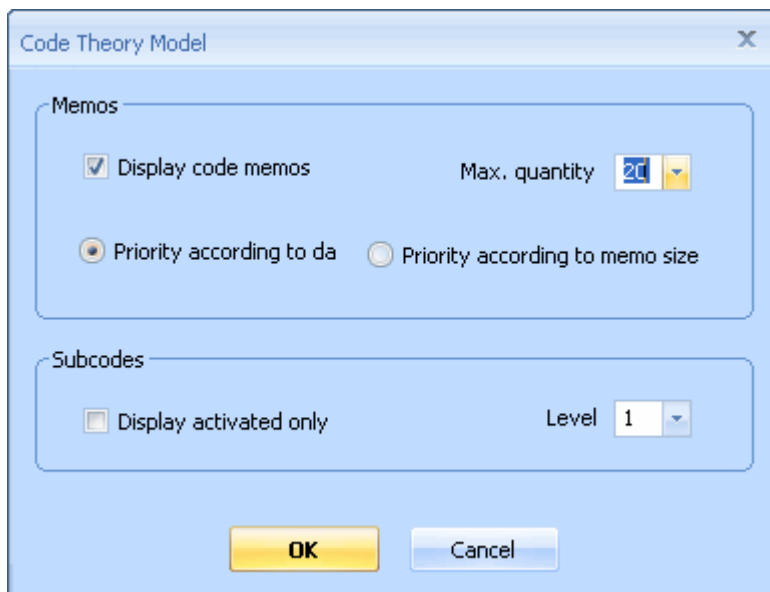 Code Theory Model
Memos
Display code memos Max. quantity 20
Priority according to da Priority according to memo size
Subcodes
Display activated only Level 1
OK Cancel